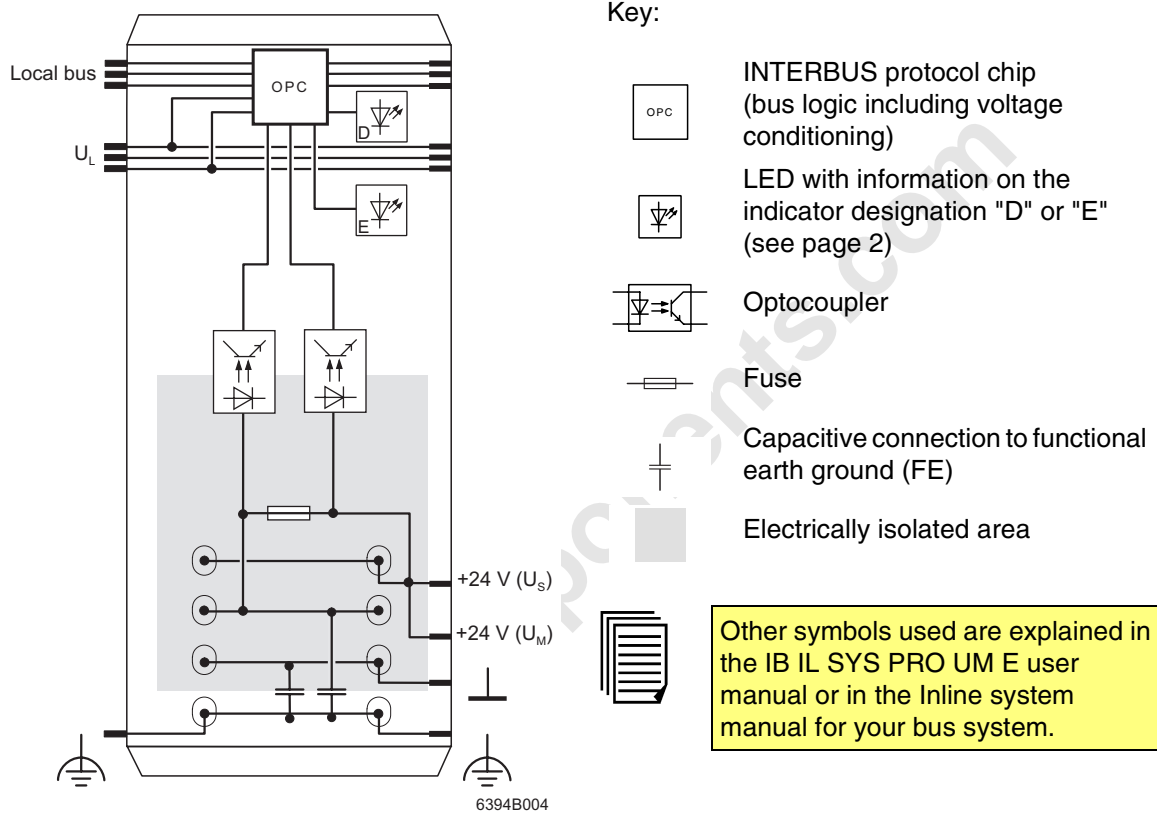 Local bus
OPC
D
U_L
E
+24 V (U_S)
+24 V (U_M)
6394B004
Key:
OPC
INTERBUS protocol chip
(bus logic including voltage
conditioning)
LED with information on the
indicator designation "D" or "E"
(see page 2)
Optocoupler
Fuse
Capacitive connection to functional
earth ground (FE)
Electrically isolated area
Other symbols used are explained in
the IB IL SYS PRO UM E user
manual or in the Inline system
manual for your bus system.